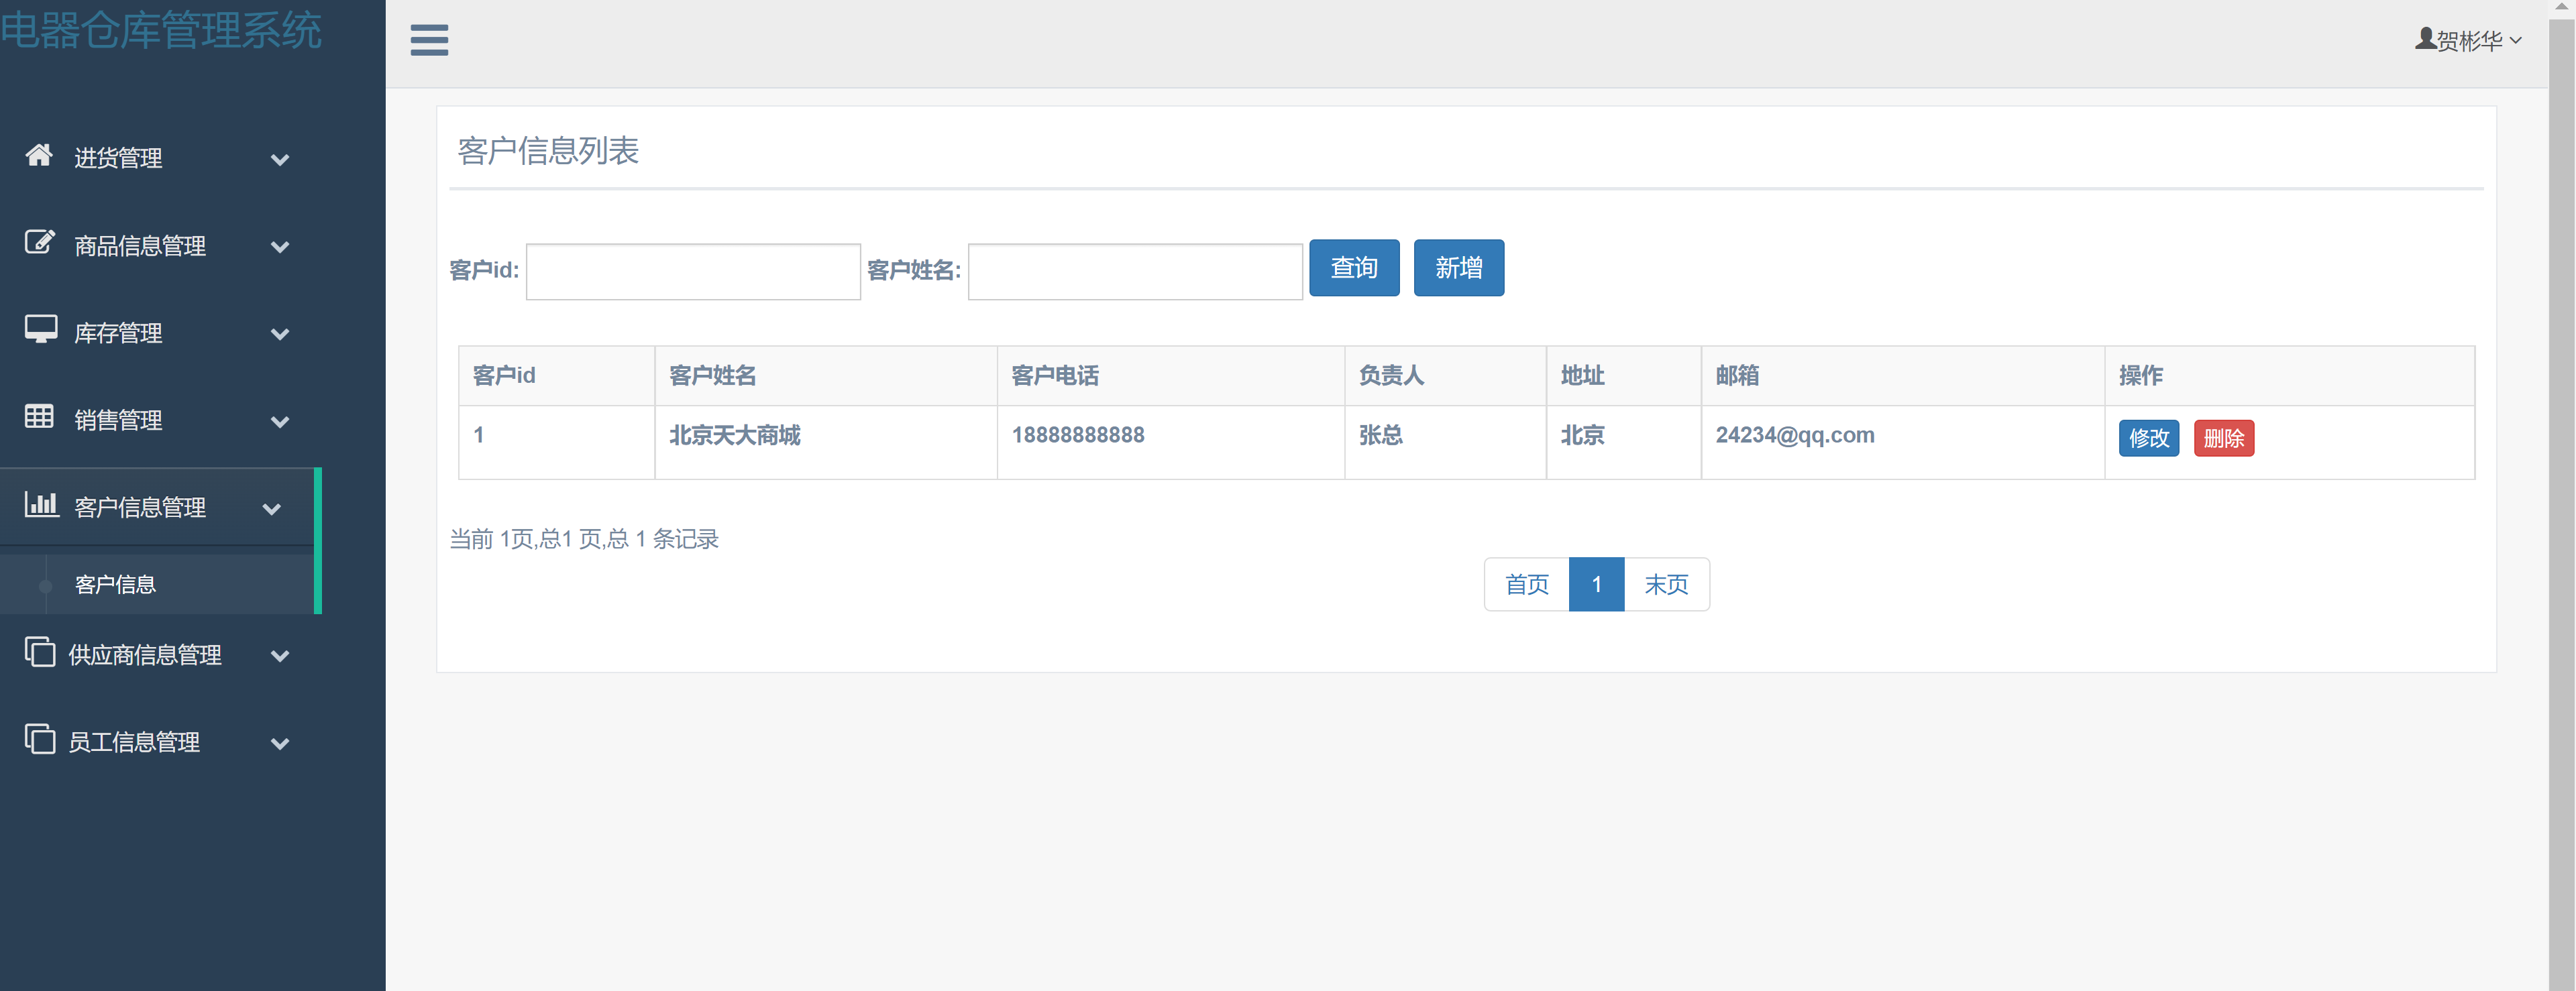 电器仓库管理系统
贺彬华
进货管理
商品信息管理
库存管理
销售管理
客户信息管理
客户信息
供应商信息管理
员工信息管理
客户信息列表
客户id: 客户姓名: 查询 新增
客户id 客户姓名 客户电话 负责人 地址 邮箱 操作
1 北京天大商城 18888888888 张总 北京 24234@qq.com 修改 删除
当前 1页,总1 页,总 1 条记录
首页 1 末页